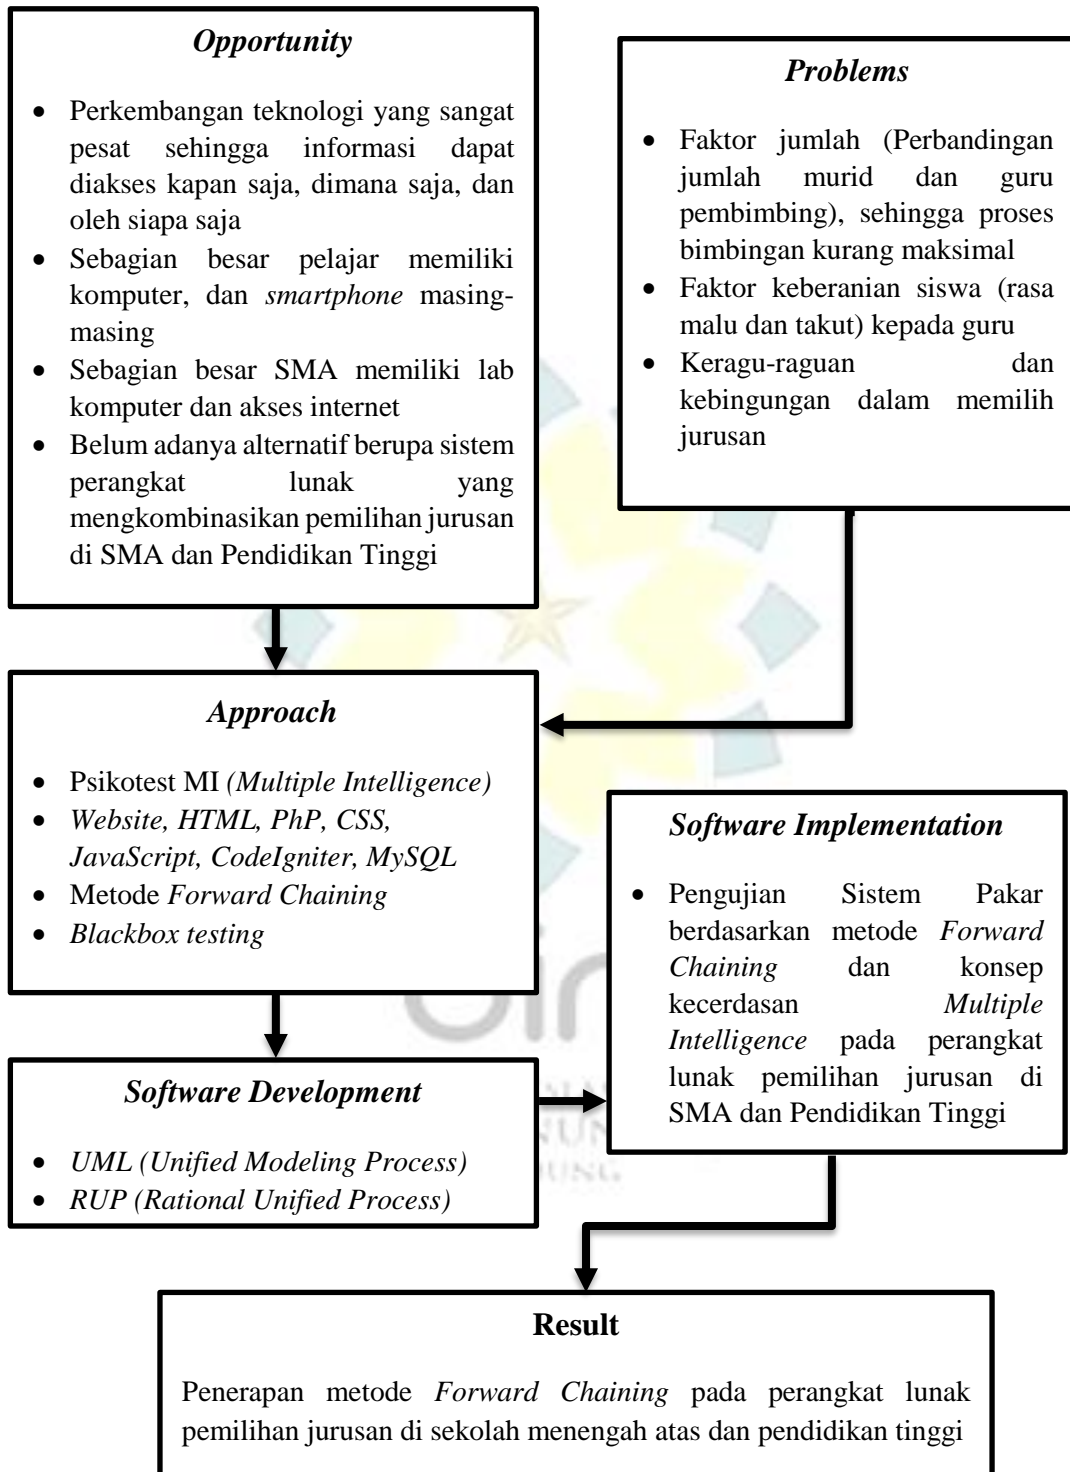 Opportunity
• Perkembangan teknologi yang sangat
pesat sehingga informasi dapat
diakses kapan saja, dimana saja, dan
oleh siapa saja
• Sebagian besar pelajar memiliki
komputer, dan smartphone masing-
masing
• Sebagian besar SMA memiliki lab
komputer dan akses internet
• Belum adanya alternatif berupa sistem
perangkat lunak yang
mengkombinasikan pemilihan jurusan
di SMA dan Pendidikan Tinggi
Problems
• Faktor jumlah (Perbandingan
jumlah murid dan guru
pembimbing), sehingga proses
bimbingan kurang maksimal
• Faktor keberanian siswa (rasa
malu dan takut) kepada guru
• Keragu-raguan dan
kebingungan dalam memilih
jurusan
Approach
• Psikotest MI (Multiple Intelligence)
• Website, HTML, PhP, CSS,
JavaScript, CodeIgniter, MySQL
• Metode Forward Chaining
• Blackbox testing
Software Development
• UML (Unified Modeling Process)
• RUP (Rational Unified Process)
Software Implementation
• Pengujian Sistem Pakar
berdasarkan metode Forward
Chaining dan konsep
kecerdasan Multiple
Intelligence pada perangkat
lunak pemilihan jurusan di
SMA dan Pendidikan Tinggi
Result
Penerapan metode Forward Chaining pada perangkat lunak
pemilihan jurusan di sekolah menengah atas dan pendidikan tinggi